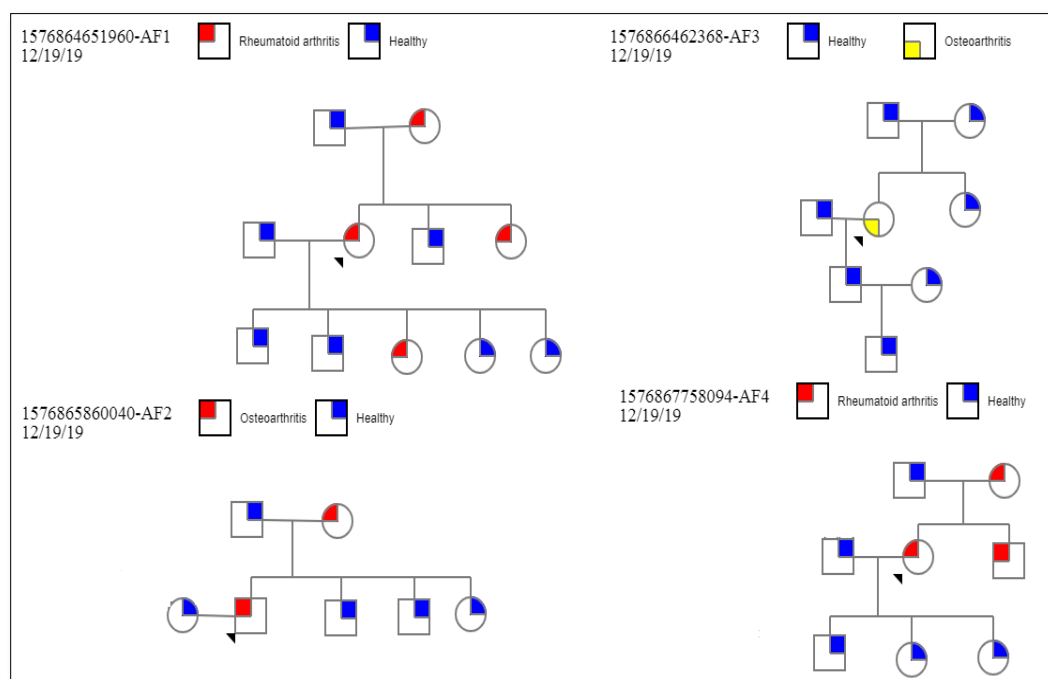 1576864651960-AF1
12/19/19
Rheumatoid arthritis
Healthy
1576866462368-AF3
12/19/19
Healthy
Osteoarthritis
1576865860040-AF2
12/19/19
Osteoarthritis
Healthy
1576867758094-AF4
12/19/19
Rheumatoid arthritis
Healthy